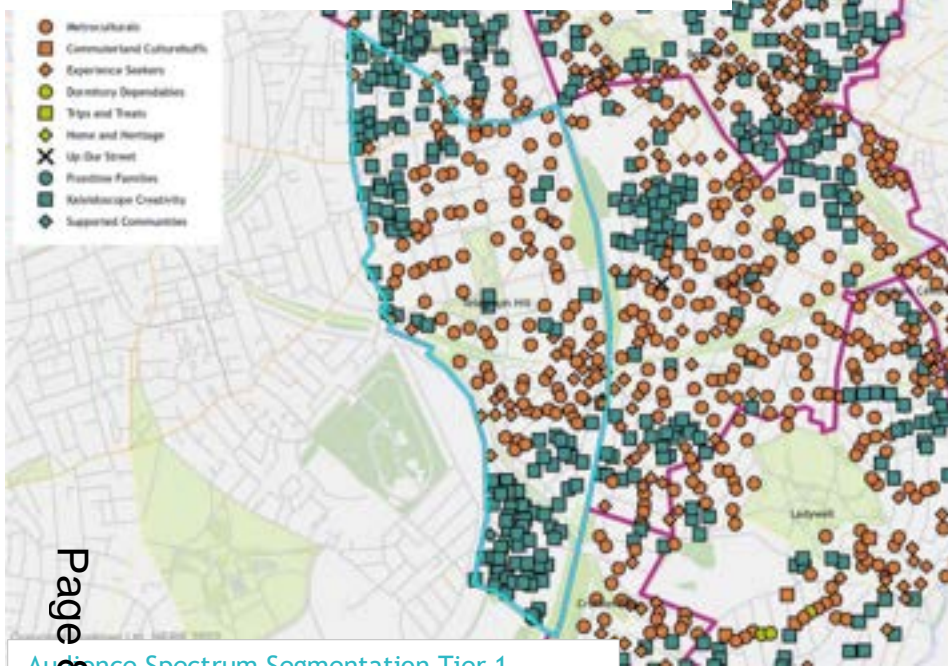 Metroculturals
Commuterland Culturebuffs
Experience Seekers
Dormitory Dependables
Trips and Treats
Home and Heritage
Up Our Street
Frontline Families
Kaleidoscope Creativity
Supported Communities
Ladywell
Page
Audience Spectrum Segmentation Tier 1